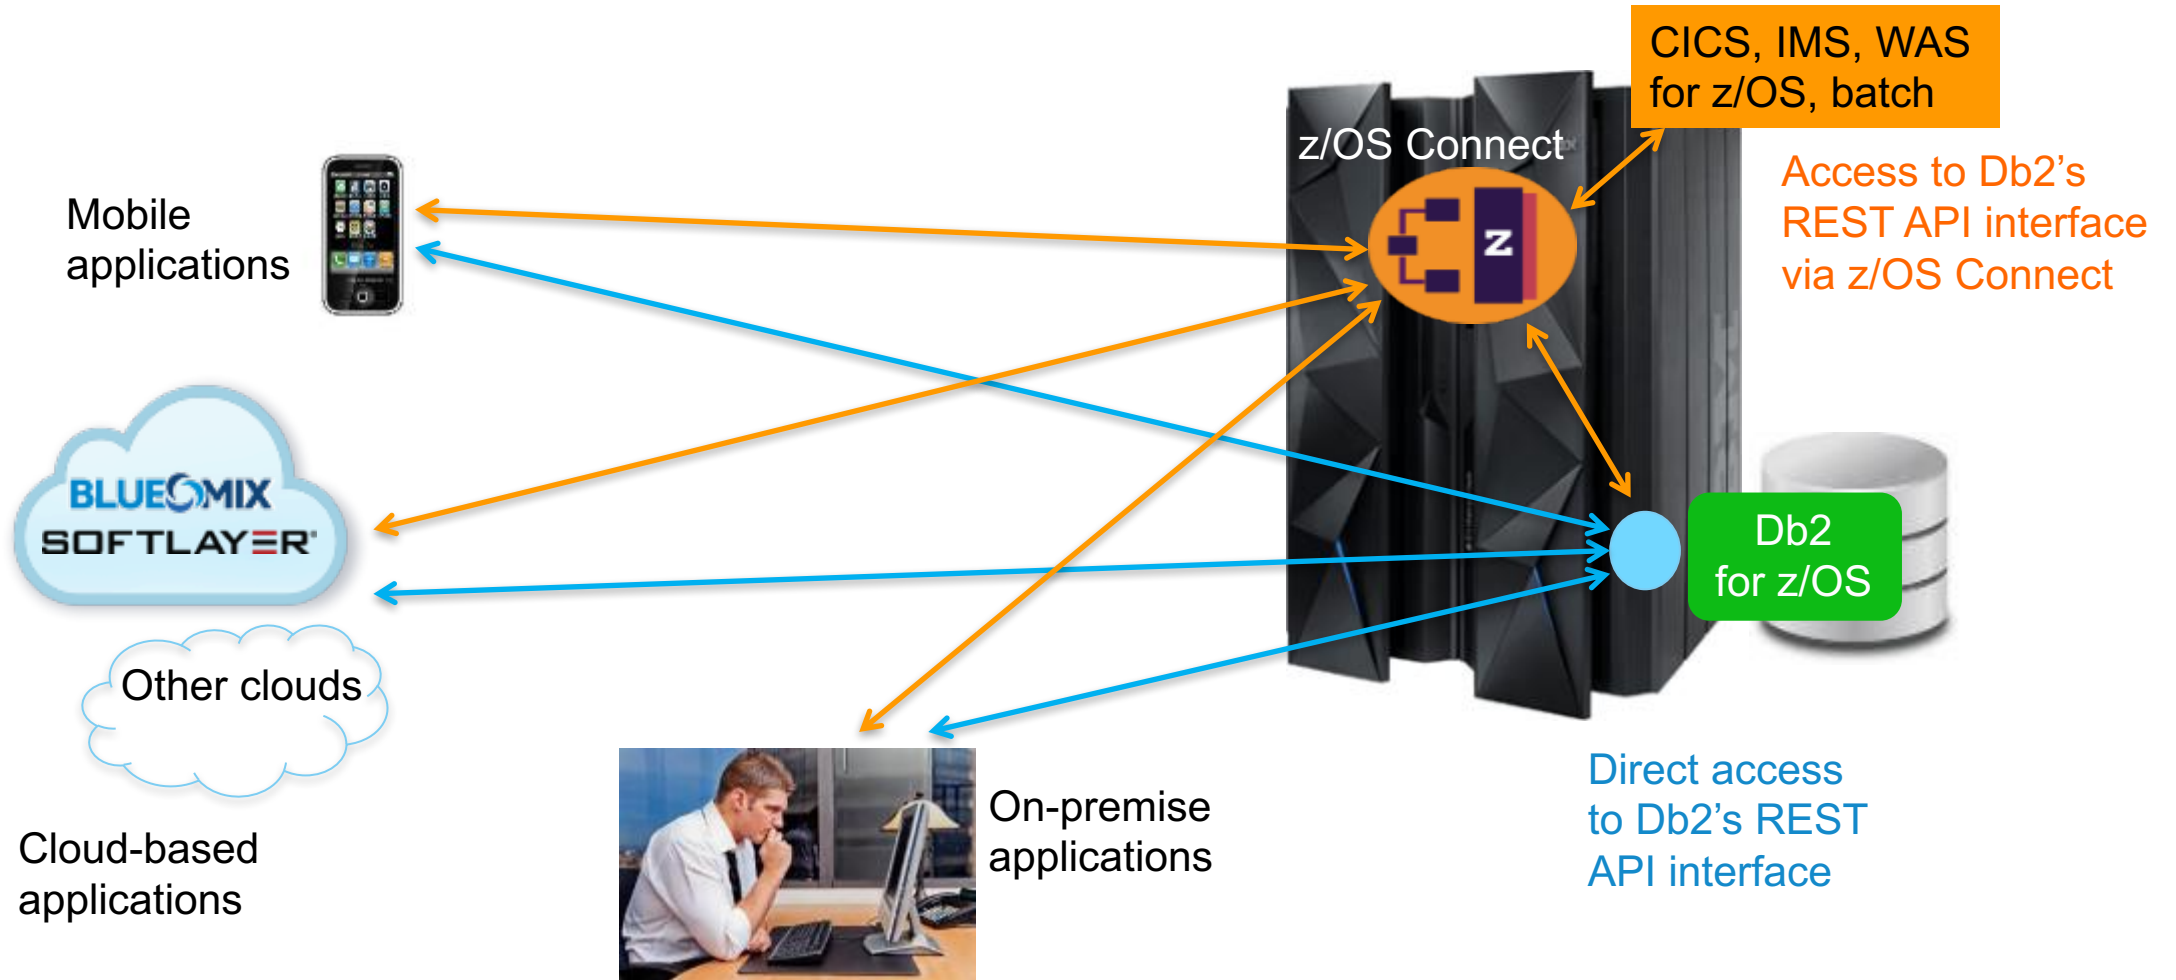 CICS, IMS, WAS
for z/OS, batch
z/OS Connect
Access to Db2’s
REST API interface
via z/OS Connect
Mobile
applications
z
BLUEMIX
SOFTLAYER
Db2
for z/OS
Other clouds
Direct access
to Db2’s REST
API interface
On-premise
applications
Cloud-based
applications